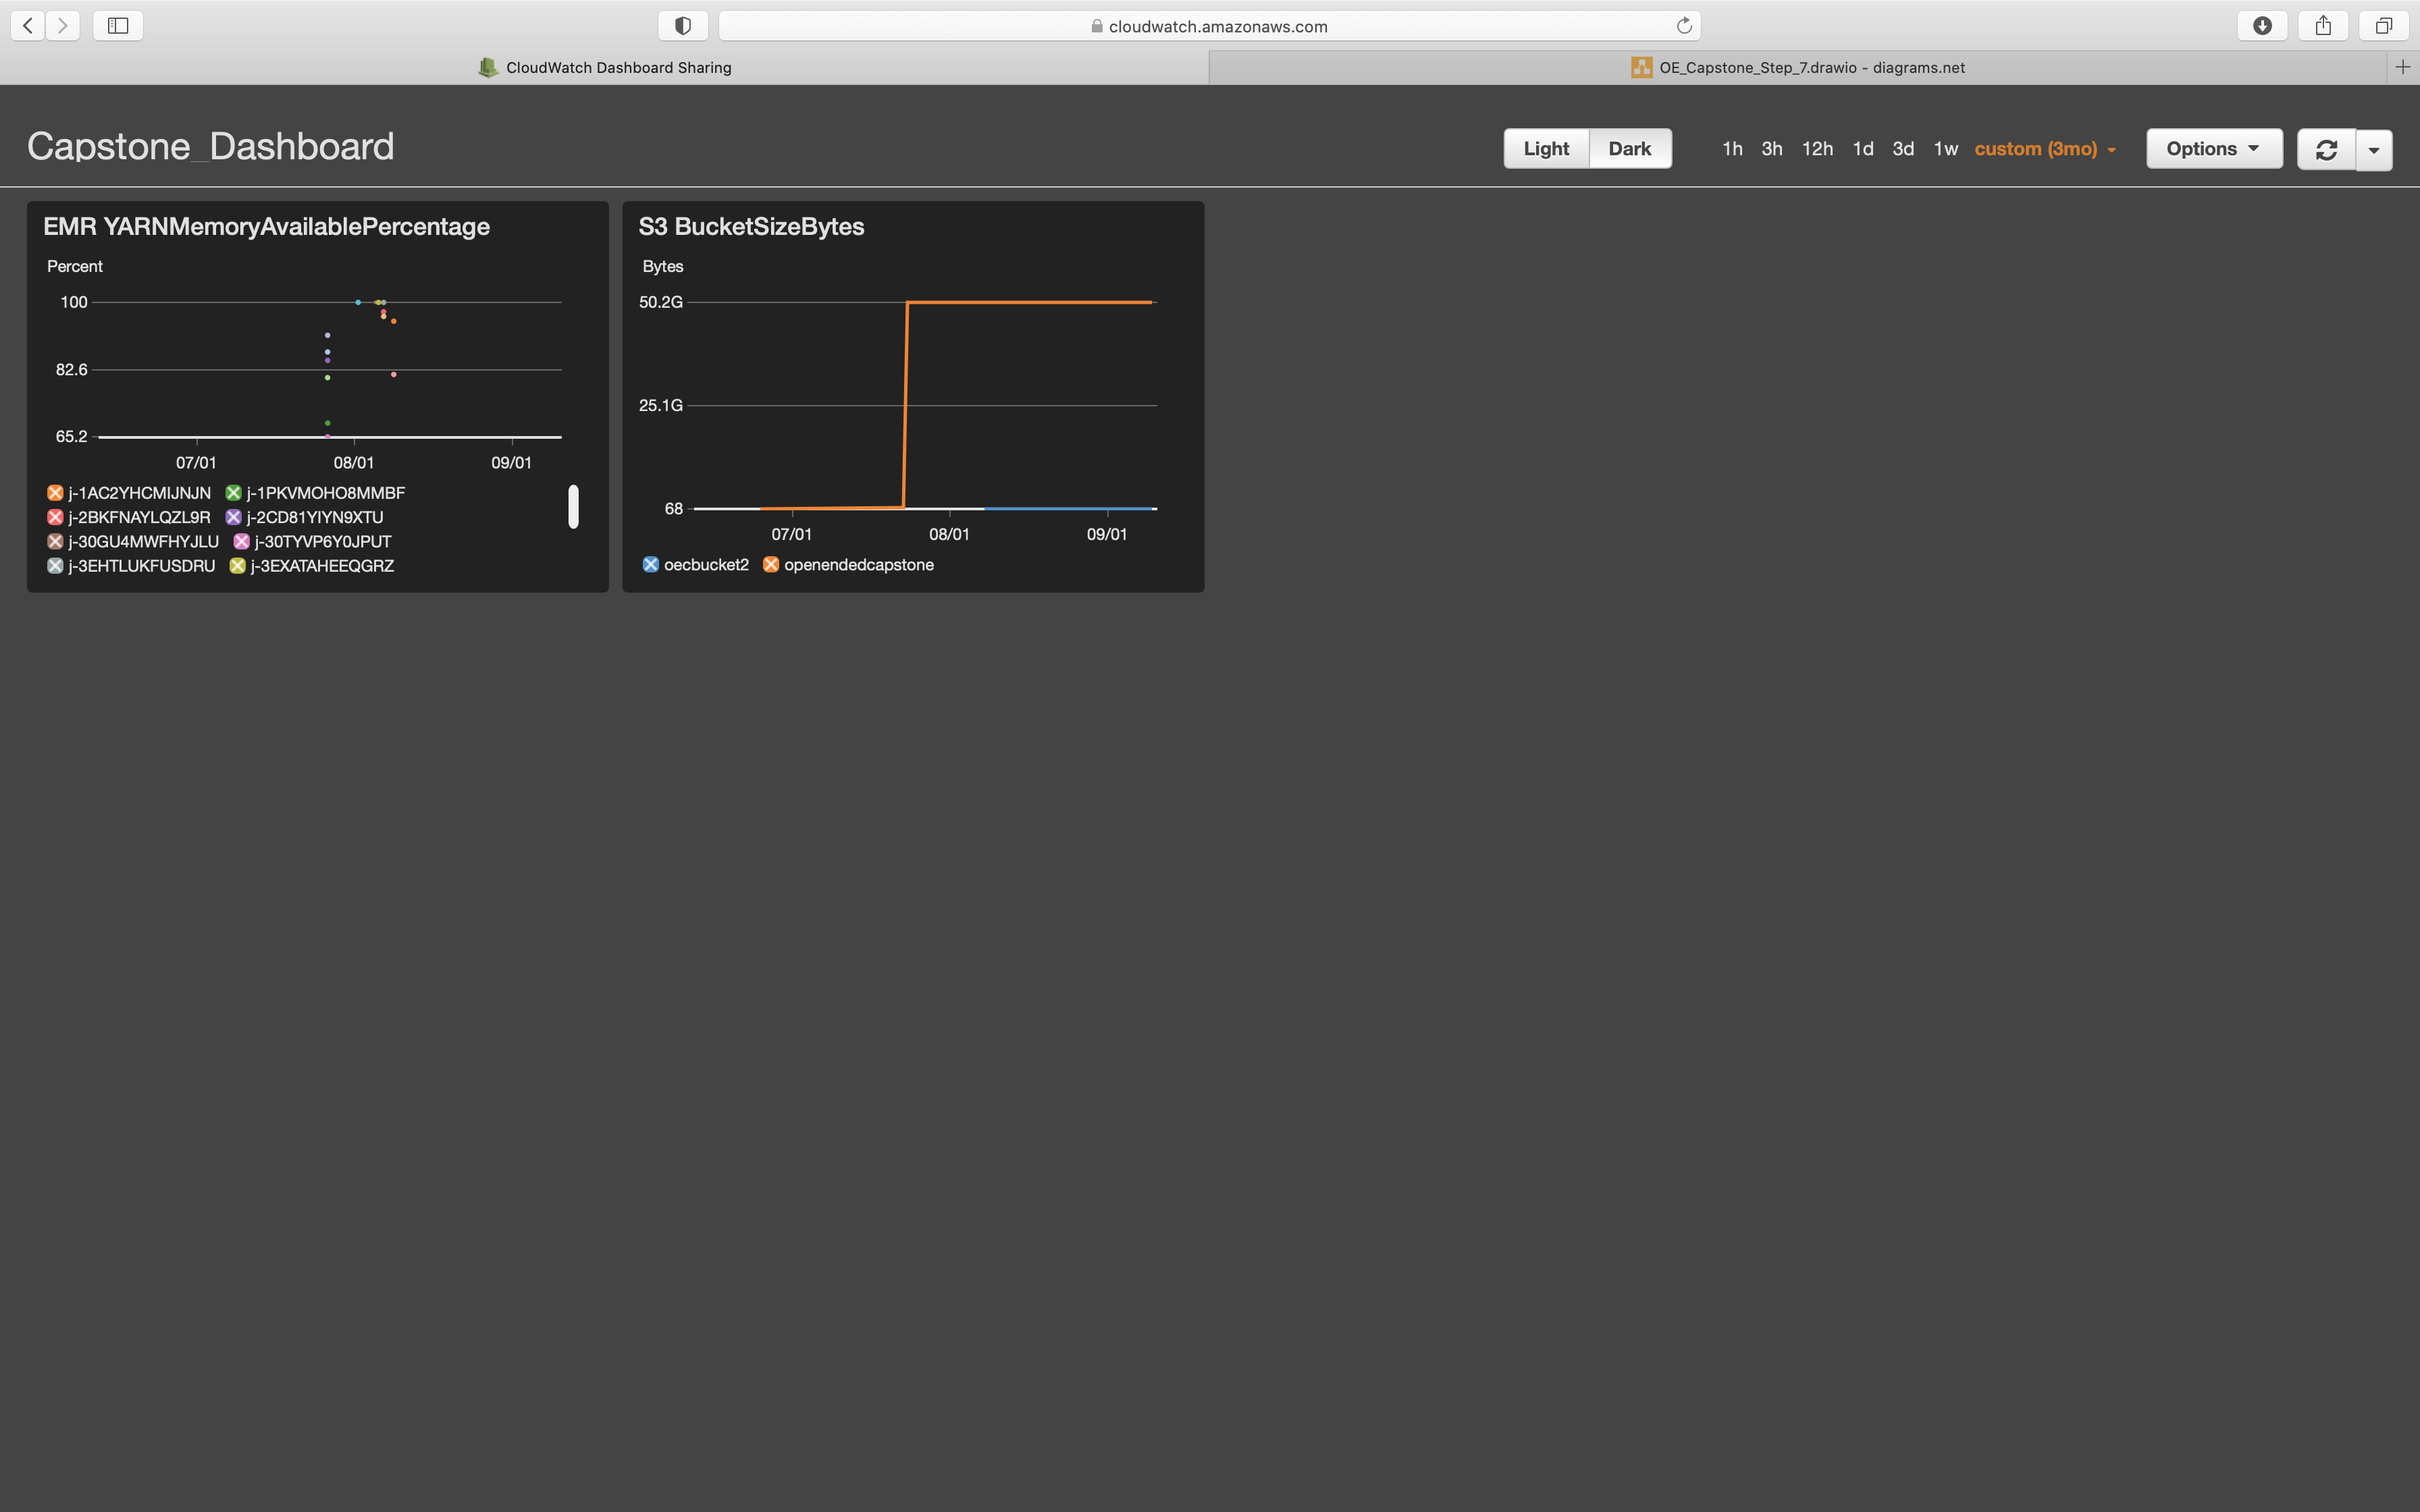 cloudwatch.amazonaws.com
CloudWatch Dashboard Sharing
OE_Capstone_Step_7.drawio - diagrams.net
Capstone_Dashboard
Light Dark 1h 3h 12h 1d 3d 1w custom (3mo) Options
EMR YARNMemoryAvailablePercentage
Percent
100
82.6
65.2
07/01 08/01 09/01
j-1AC2YHCMIJNJN j-1PKVMOHO8MMBF
j-2BKFNAYLQZL9R j-2CD81YIYN9XTU
j-30GU4MWFHYJLU j-30TYVP6Y0JPUT
j-3EHTLUKFUSDRU j-3EXATAHEEQGRZ
S3 BucketSizeBytes
Bytes
50.2G
25.1G
68
07/01 08/01 09/01
oecbucket2 openendedcapstone